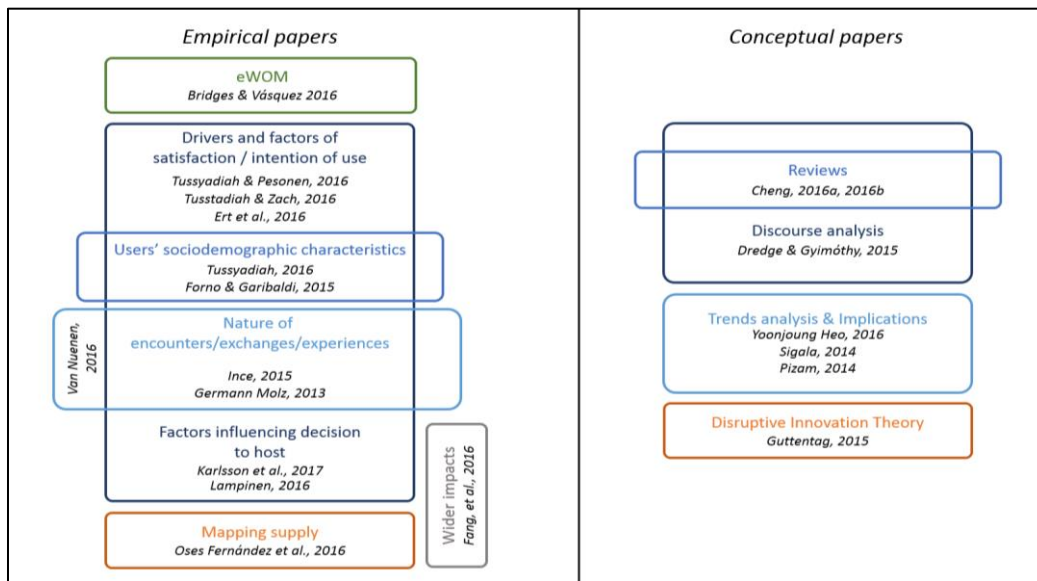 Empirical papers
eWOM
Bridges & Vásquez 2016
Drivers and factors of
satisfaction / intention of use
Tussyadiah & Pesonen, 2016
Tusstadiah & Zach, 2016
Ert et al., 2016
Users' sociodemographic characteristics
Tussyadiah, 2016
Forno & Garibaldi, 2015
Van Nuenen,
2016
Nature of
encounters/exchanges/experiences
Ince, 2015
Germann Molz, 2013
Factors influencing decision
to host
Karlsson et al., 2017
Lampinen, 2016
Wider impacts
Fang, et al., 2016
Mapping supply
Oses Fernández et al., 2016
Conceptual papers
Reviews
Cheng, 2016a, 2016b
Discourse analysis
Dredge & Gyimóthy, 2015
Trends analysis & Implications
Yoonjoung Heo, 2016
Sigala, 2014
Pizam, 2014
Disruptive Innovation Theory
Guttentag, 2015